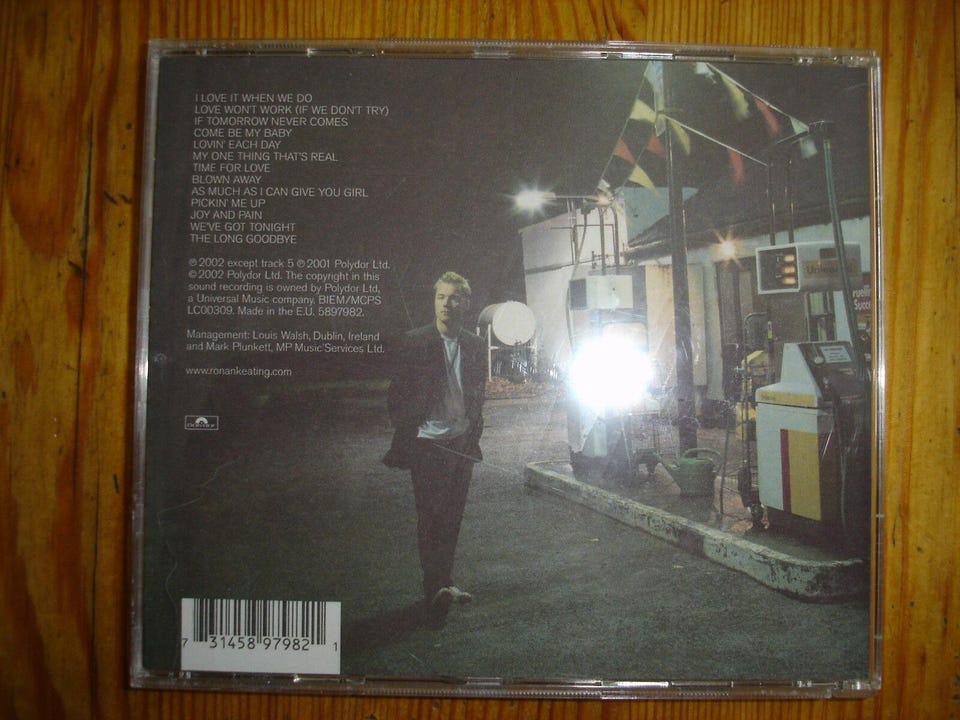 I LOVE IT WHEN WE DO
LOVE WON'T WORK (IF WE DON'T TRY)
IF TOMORROW NEVER COMES
COME BE MY BABY
LOVIN' EACH DAY
MY ONE THING THAT'S REAL
TIME FOR LOVE
BLOWN AWAY
AS MUCH AS I CAN GIVE YOU GIRL
PICKIN' ME UP
JOY AND PAIN
WE'VE GOT TONIGHT
THE LONG GOODBYE
℗ 2002 except track 5 ℗ 2001 Polydor Ltd.
© 2002 Polydor Ltd. The copyright in this
sound recording is owned by Polydor Ltd,
a Universal Music company. BIEM/MCPS
LC00309. Made in the E.U. 5897982.
Management: Louis Walsh, Dublin, Ireland
and Mark Plunkett, MP Music Services Ltd.
www.ronankeating.com
Polydor
7 31458 97982 1